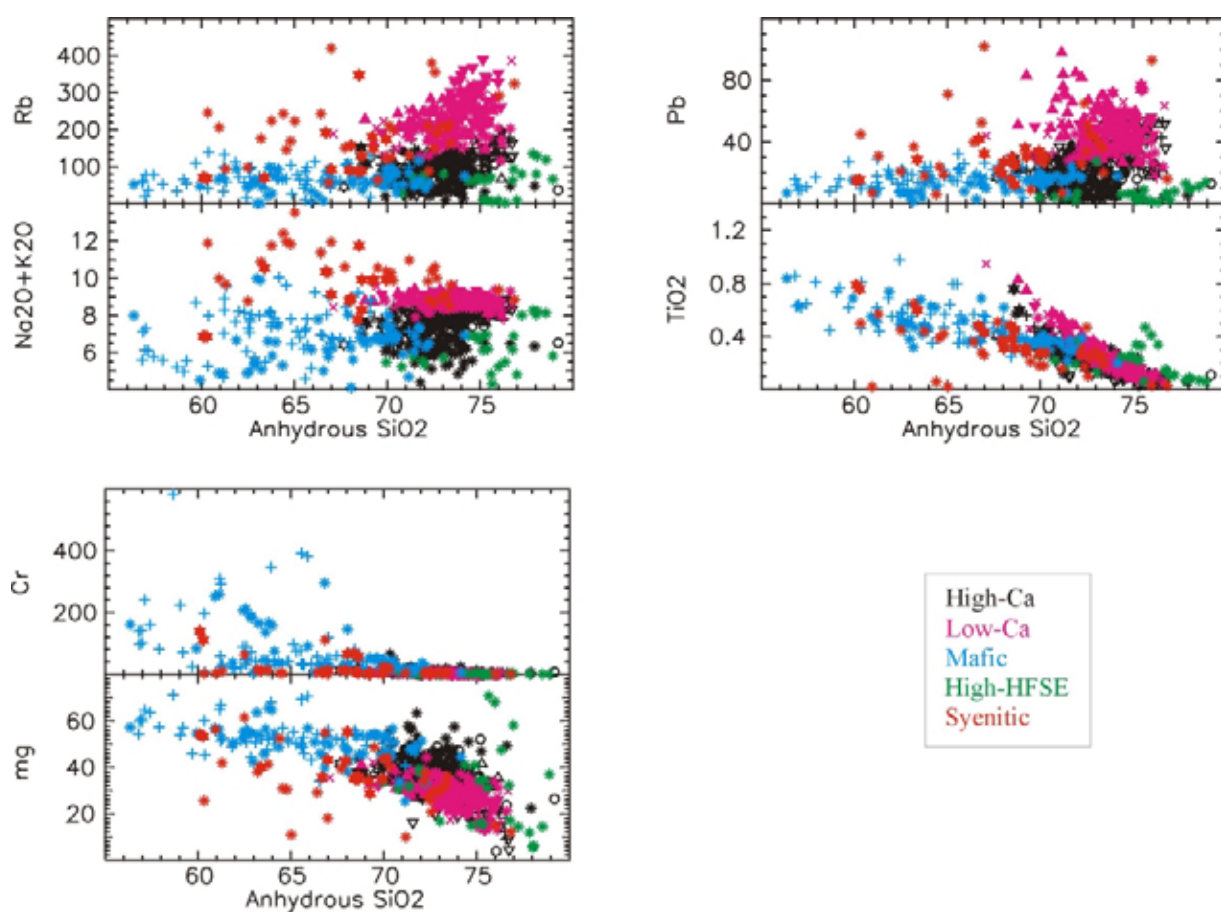 400
300
200
100
Rb
12
10
8
6
Na2O+K2O
60 65 70 75
Anhydrous SiO2
80
40
Pb
1.2
0.8
0.4
TiO2
60 65 70 75
Anhydrous SiO2
400
200
Cr
60
40
20
mg
60 65 70 75
Anhydrous SiO2
High-Ca
Low-Ca
Mafic
High-HFSE
Syenitic